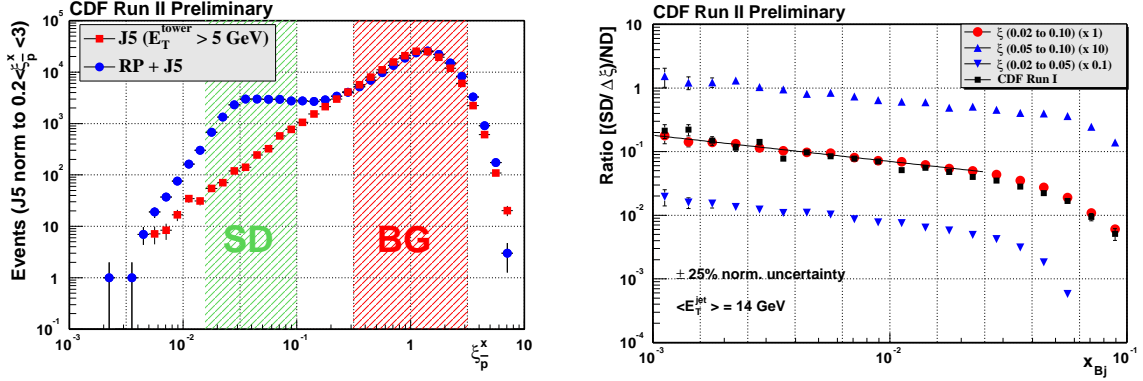 CDF Run II Preliminary
J5 (E_T^tower > 5 GeV)
RP + J5
SD
BG
Events (J5 norm to 0.2<ξ_p̄^x<3)
10^5
10^4
10^3
10^2
10
1
10^-1
10^-3
10^-2
10^-1
1
10
ξ_p̄^x
CDF Run II Preliminary
ξ (0.02 to 0.10) (x 1)
ξ (0.05 to 0.10) (x 10)
ξ (0.02 to 0.05) (x 0.1)
CDF Run I
Ratio [(SD/ Δξ)/ND]
10
1
10^-1
10^-2
10^-3
10^-4
± 25% norm. uncertainty
<E_T^jet> = 14 GeV
10^-3
10^-2
10^-1
x_Bj